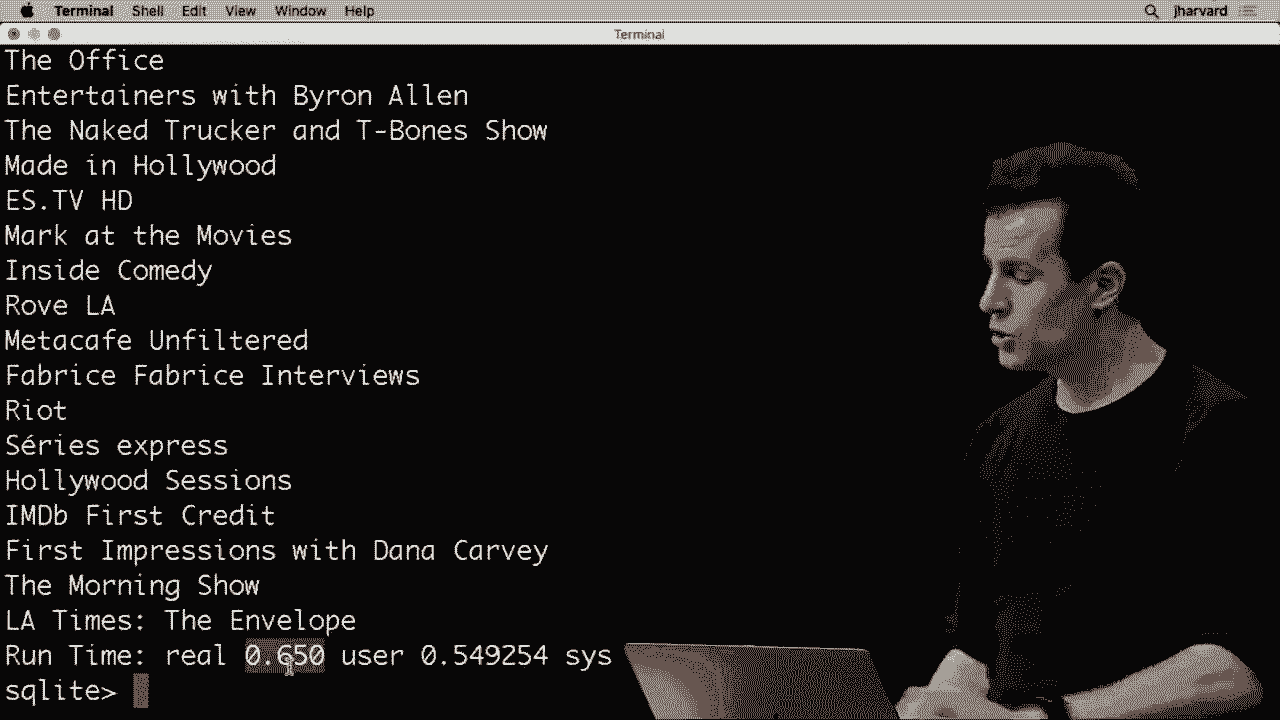 Terminal Shell Edit View Window Help jharvard
Terminal
The Office
Entertainers with Byron Allen
The Naked Trucker and T-Bones Show
Made in Hollywood
ES.TV HD
Mark at the Movies
Inside Comedy
Rove LA
Metacafe Unfiltered
Fabrice Fabrice Interviews
Riot
Séries express
Hollywood Sessions
IMDb First Credit
First Impressions with Dana Carvey
The Morning Show
LA Times: The Envelope
Run Time: real 0.650 user 0.549254 sys
sqlite>